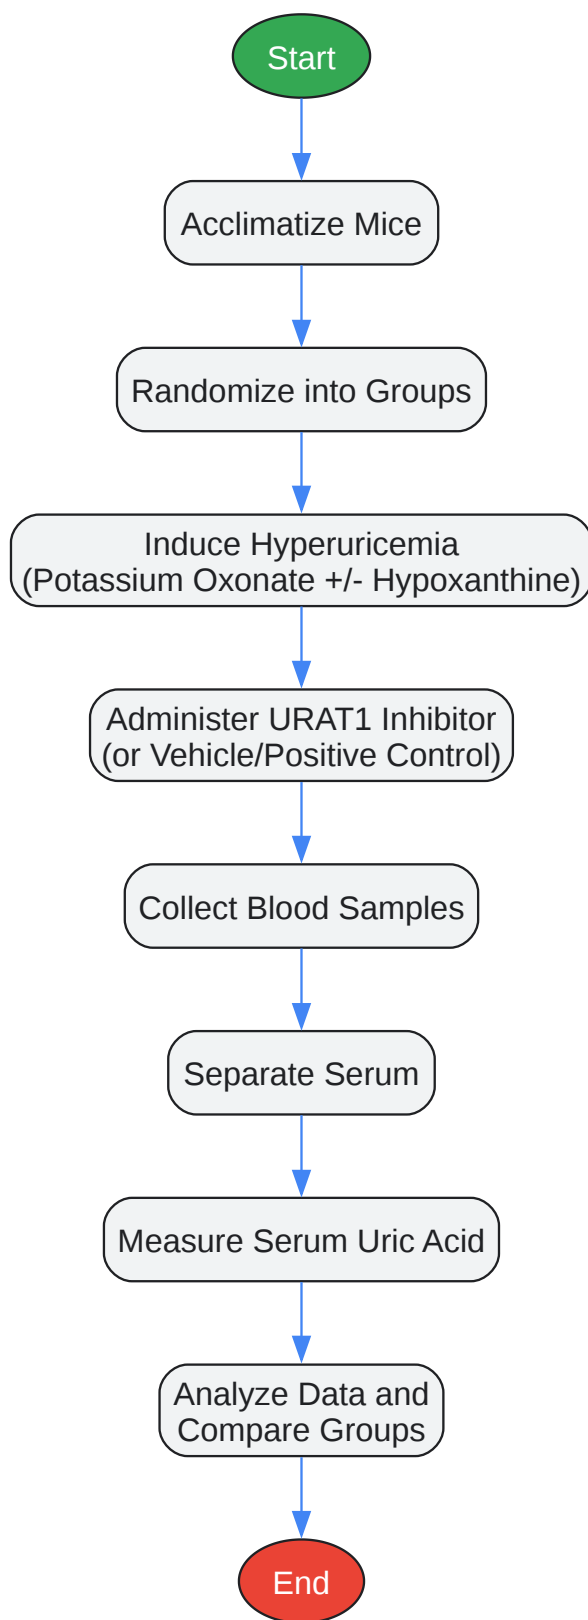 Start
Acclimatize Mice
Randomize into Groups
Induce Hyperuricemia
(Potassium Oxonate +/- Hypoxanthine)
Administer URAT1 Inhibitor
(or Vehicle/Positive Control)
Collect Blood Samples
Separate Serum
Measure Serum Uric Acid
Analyze Data and
Compare Groups
End